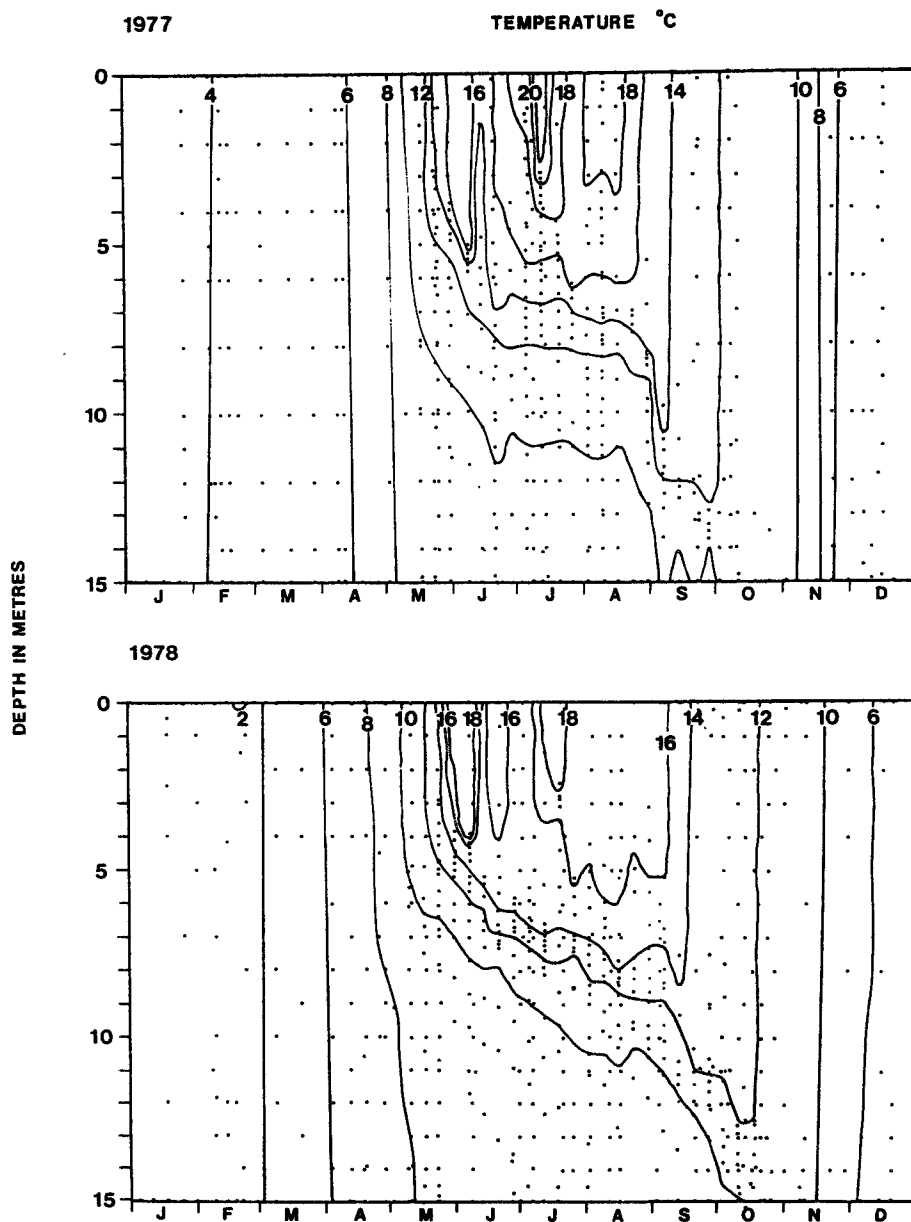 1977 TEMPERATURE °C
0 4 6 8 12 16 20 18 18 14 10 8 6
5
10
15
J F M A M J J A S O N D
DEPTH IN METRES
1978
0 2 6 8 10 16 18 16 18 16 14 12 10 6
5
10
15
J F M A M J J A S O N D